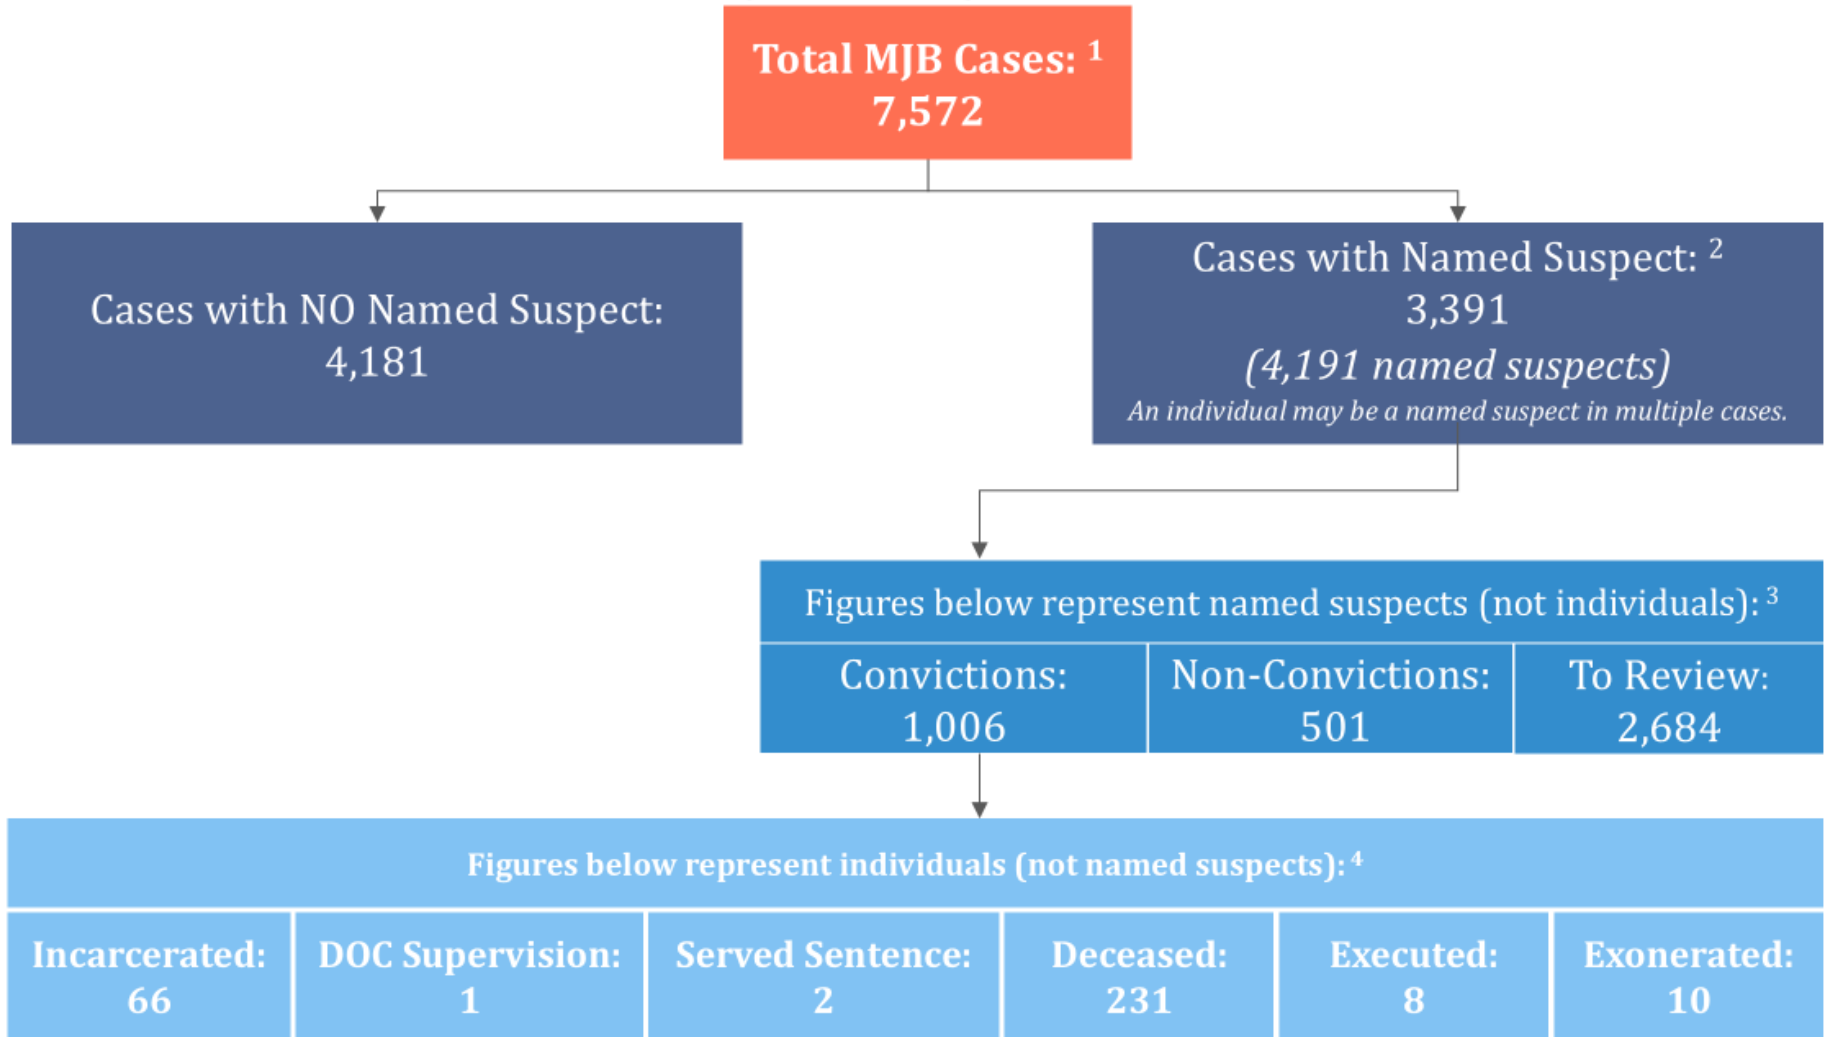 Total MJB Cases: 1
7,572
Cases with NO Named Suspect:
4,181
Cases with Named Suspect: 2
3,391
(4,191 named suspects)
An individual may be a named suspect in multiple cases.
Figures below represent named suspects (not individuals): 3
Convictions:
1,006
Non-Convictions:
501
To Review:
2,684
Figures below represent individuals (not named suspects): 4
Incarcerated:
66
DOC Supervision:
1
Served Sentence:
2
Deceased:
231
Executed:
8
Exonerated:
10